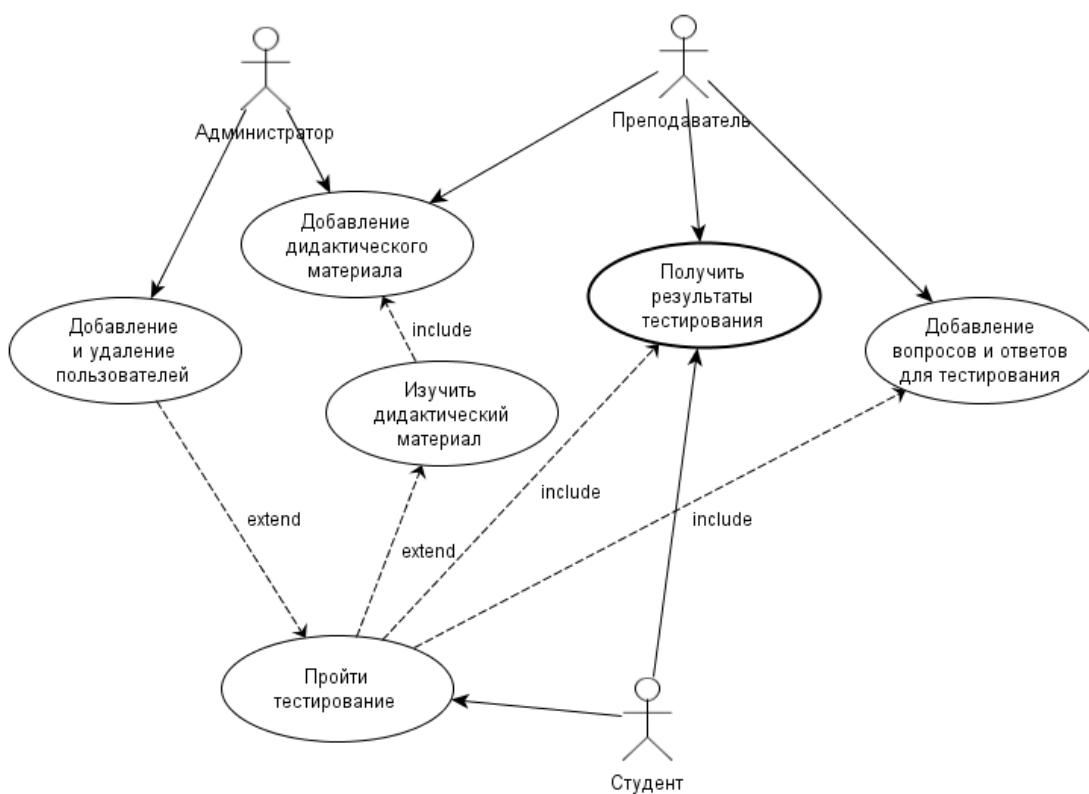 Администратор
Преподаватель
Добавление
дидактического
материала
Получить
результаты
тестирования
Добавление
и удаление
пользователей
Добавление
вопросов и ответов
для тестирования
include
Изучить
дидактический
материал
include
include
extend
extend
Пройти
тестирование
Студент